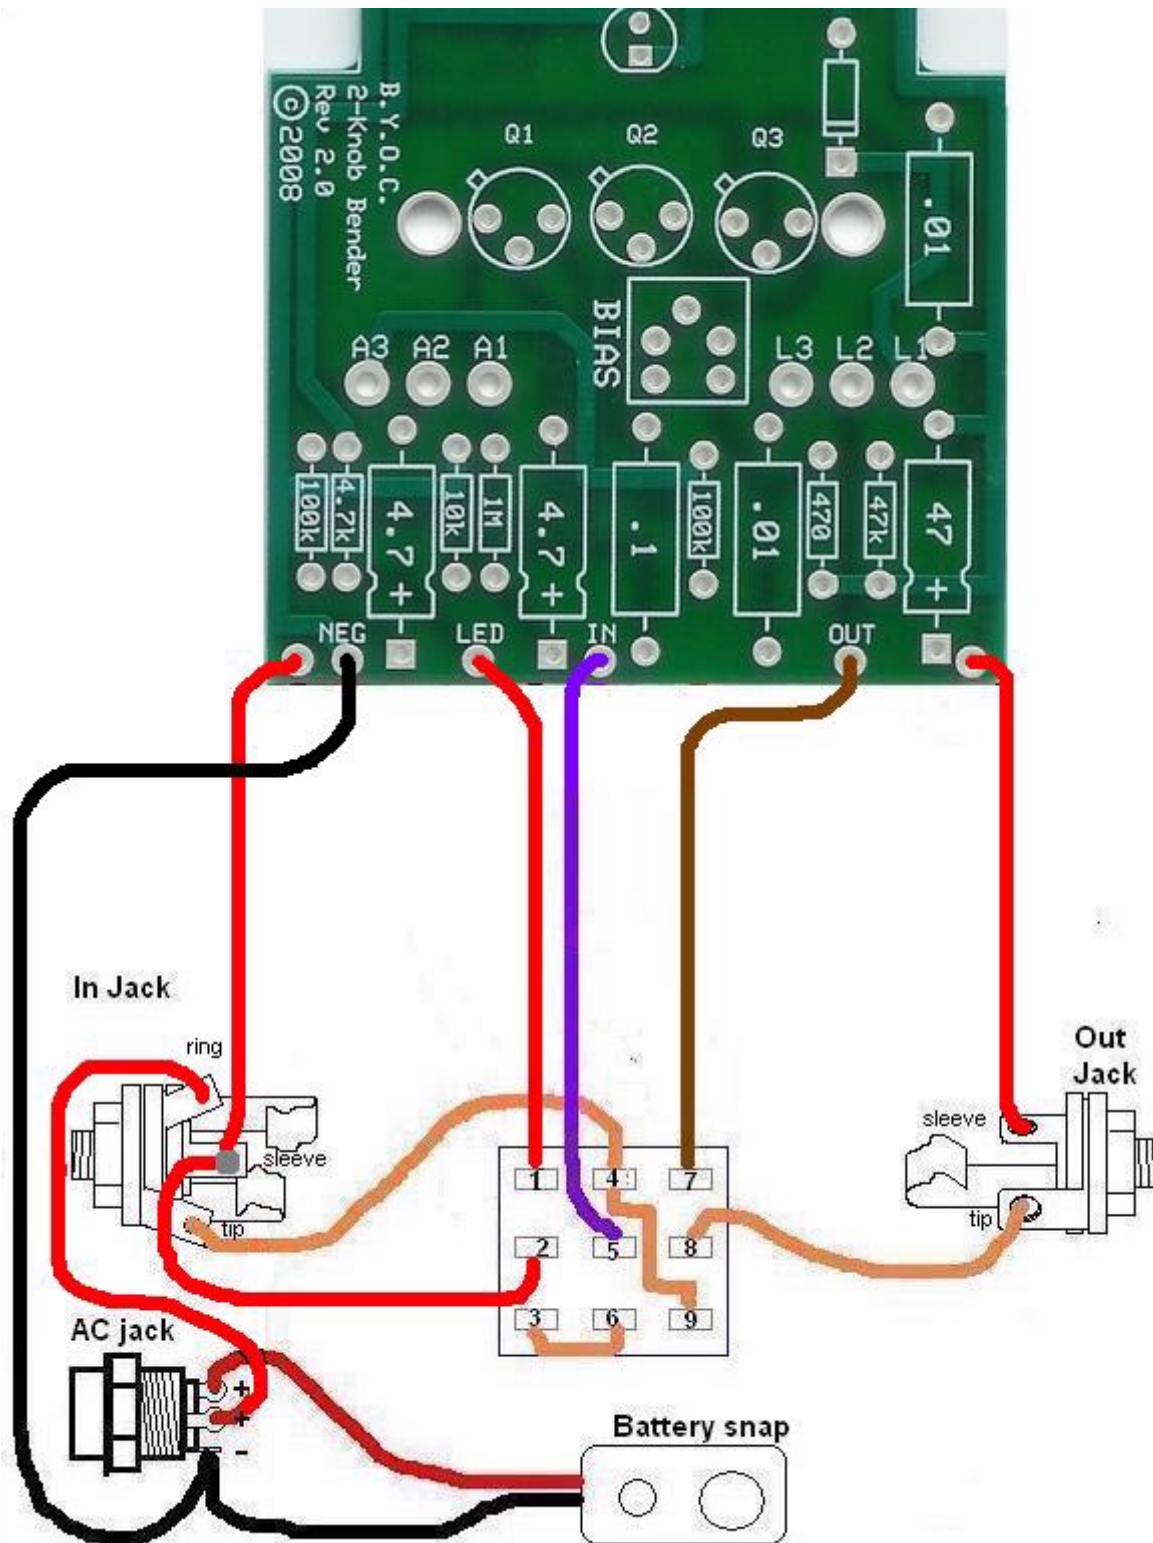 B.Y.O.C.
2-Knob Bender
Rev 2.0
©2008
Q1
Q2
Q3
.01
BIAS
A3
A2
A1
L3
L2
L1
100k
4.7k
4.7
+
10k
1M
4.7
+
.1
100k
.01
470
47k
47
+
NEG
LED
IN
OUT
In Jack
ring
sleeve
tip
Out
Jack
sleeve
tip
1
4
7
2
5
8
3
6
9
AC jack
+
+
-
Battery snap